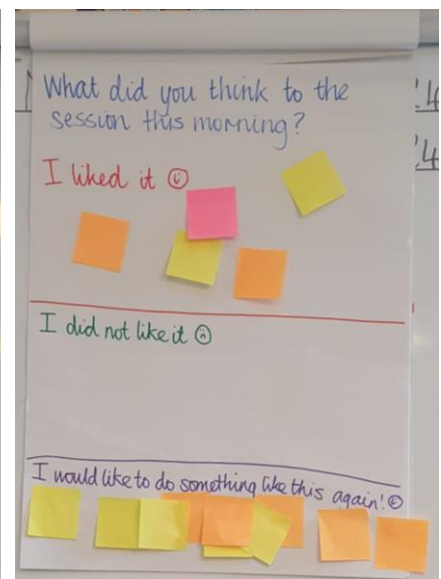 What did you think to the
session this morning?
I liked it ☺
I did not like it ☹
I would like to do something like this again! ☺